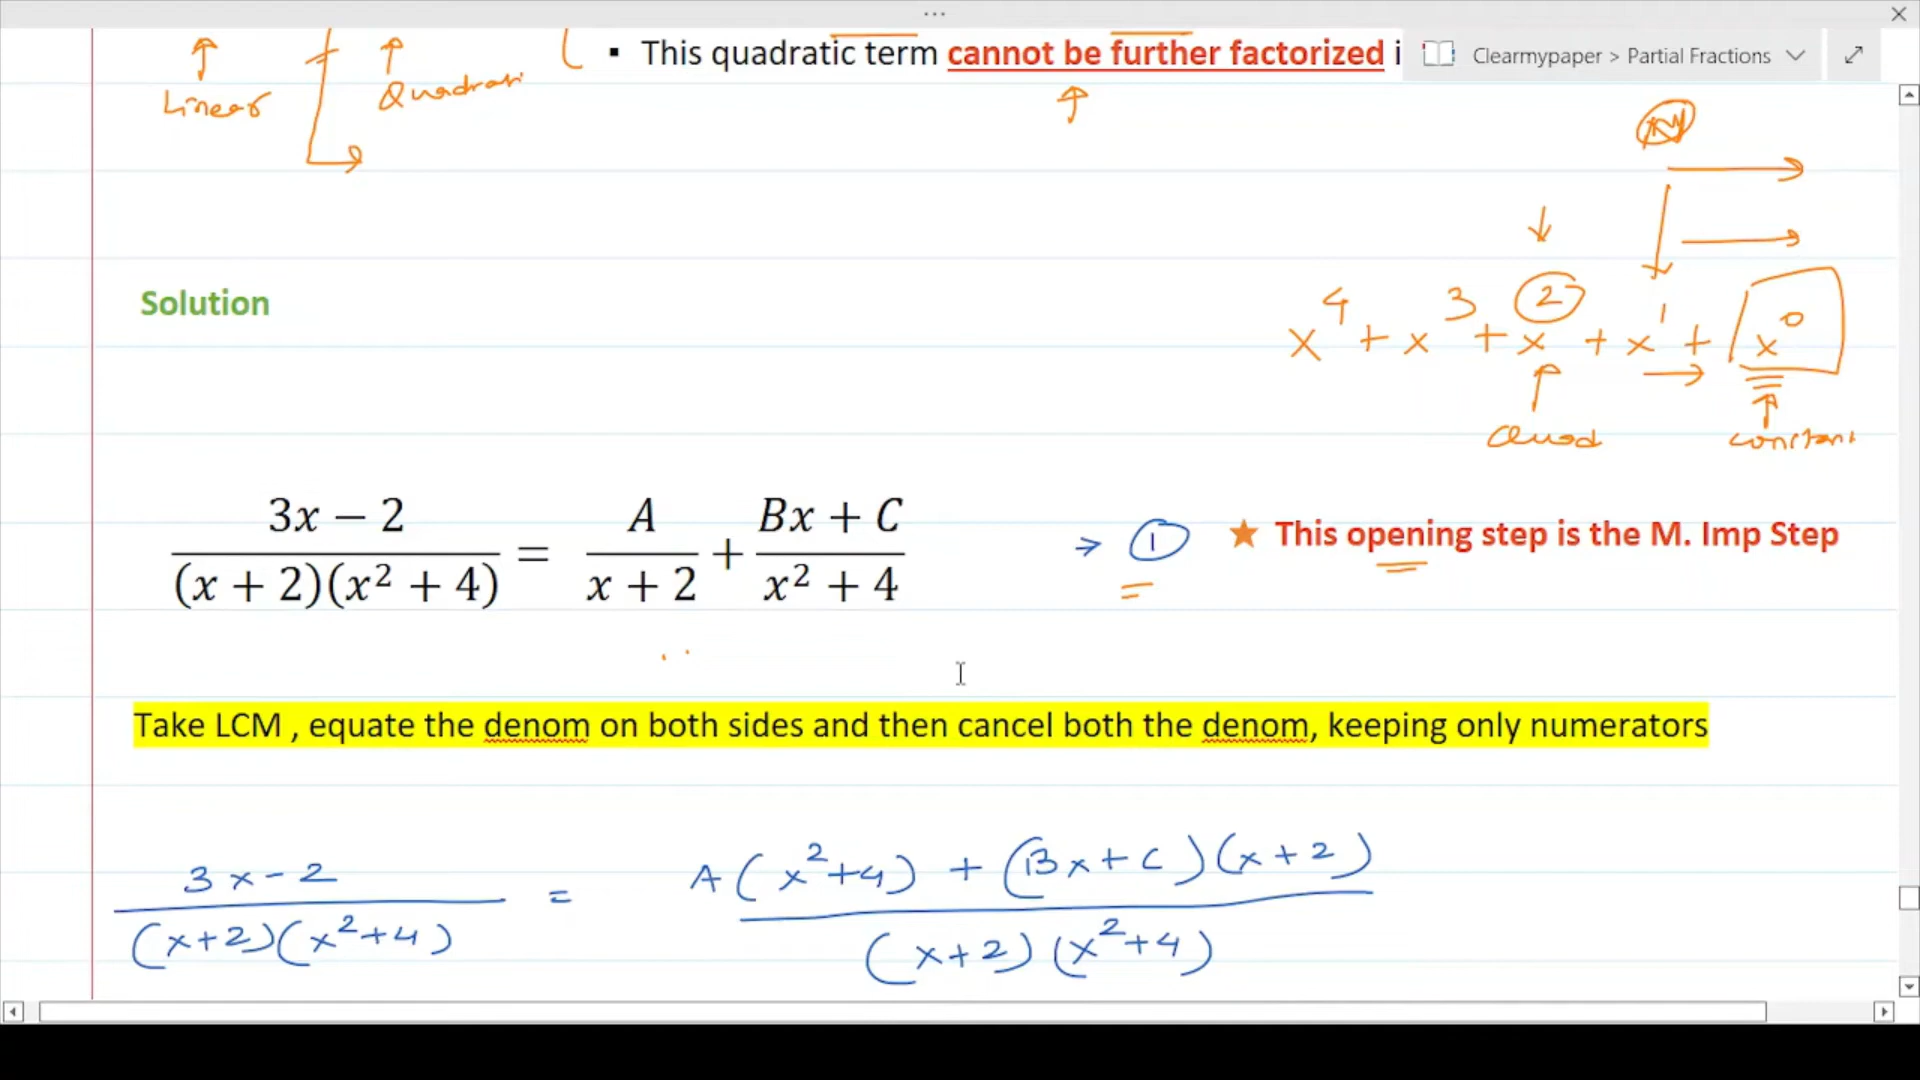 ▪ This quadratic term cannot be further factorized i
Clearmypaper > Partial Fractions
Linear
Quadrati
Solution
x⁴ + x³ + x² + x¹ + x⁰
Quad
constant
(3x − 2)/((x + 2)(x² + 4)) = A/(x + 2) + (Bx + C)/(x² + 4)
→ 1
★ This opening step is the M. Imp Step
Take LCM , equate the denom on both sides and then cancel both the denom, keeping only numerators
(3x-2)/((x+2)(x²+4)) = (A(x²+4) + (Bx+C)(x+2))/((x+2)(x²+4))